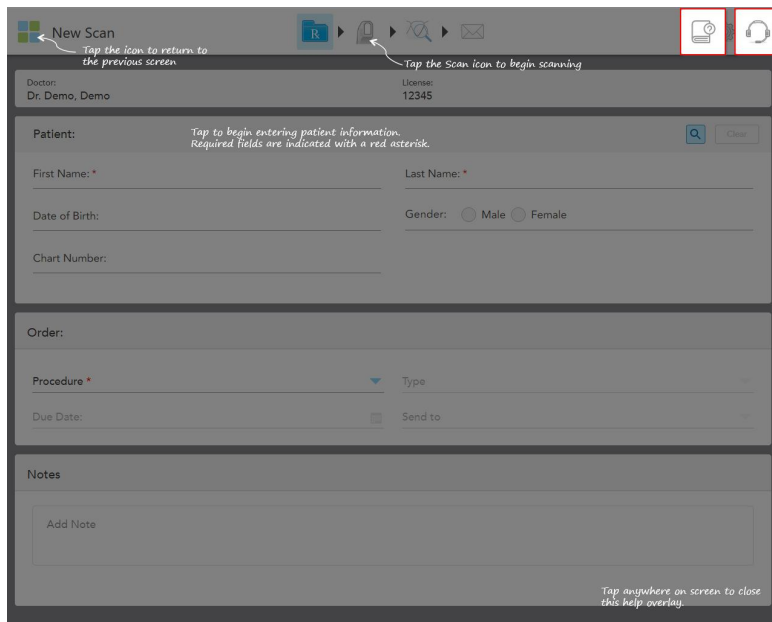 New Scan
Tap the icon to return to
the previous screen
Tap the Scan icon to begin scanning
Doctor:
Dr. Demo, Demo
License:
12345
Patient:
Tap to begin entering patient information.
Required fields are indicated with a red asterisk.
Clear
First Name: *
Last Name: *
Date of Birth:
Gender: Male Female
Chart Number:
Order:
Procedure *
Type
Due Date:
Send to
Notes
Add Note
Tap anywhere on screen to close
this help overlay.